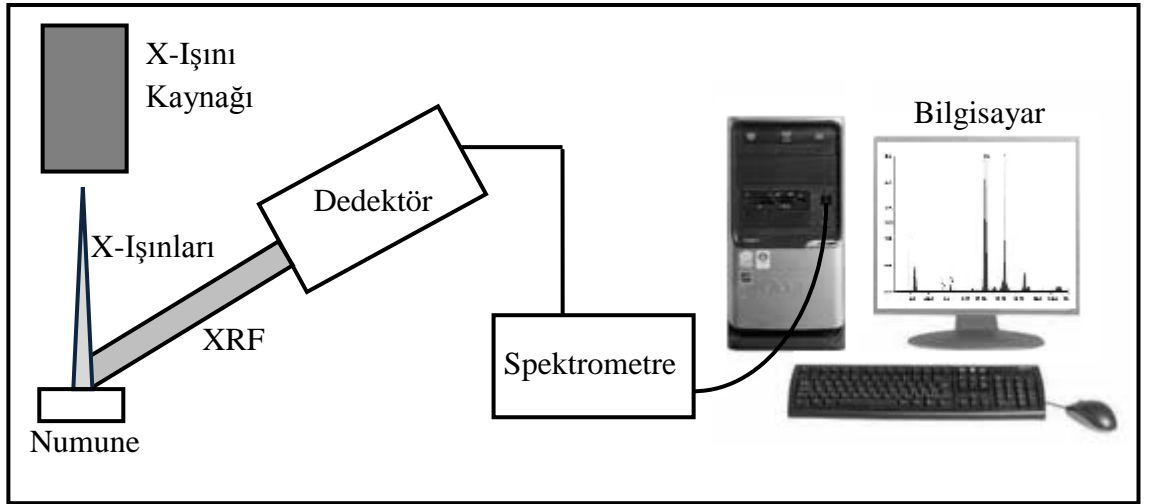 X-Işını
Kaynağı
Bilgisayar
Dedektör
X-Işınları
XRF
Spektrometre
Numune